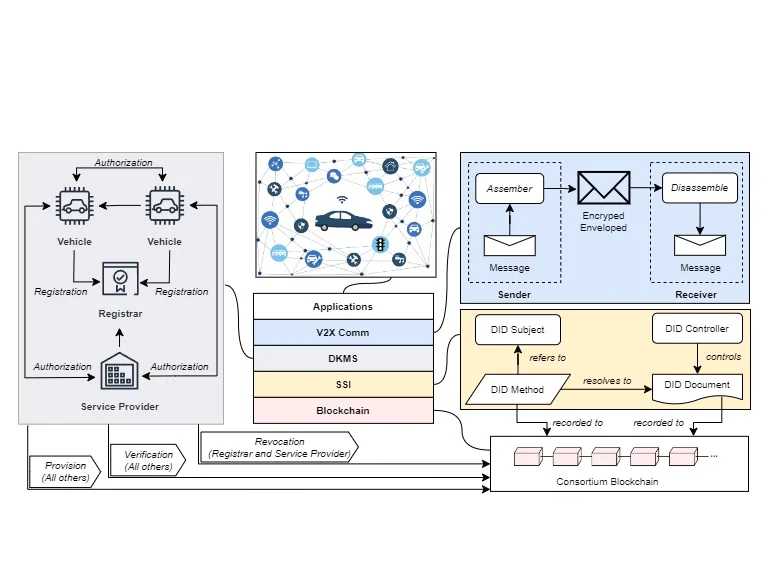 Authorization
Vehicle
Vehicle
Registration
Registration
Registrar
Authorization
Authorization
Service Provider
Provision
(All others)
Verification
(All others)
Revocation
(Registrar and Service Provider)
Applications
V2X Comm
DKMS
SSI
Blockchain
Assember
Disassemble
Encryped
Enveloped
Message
Message
Sender
Receiver
DID Subject
DID Controller
refers to
controls
DID Method
resolves to
DID Document
recorded to
recorded to
...
Consortium Blockchain